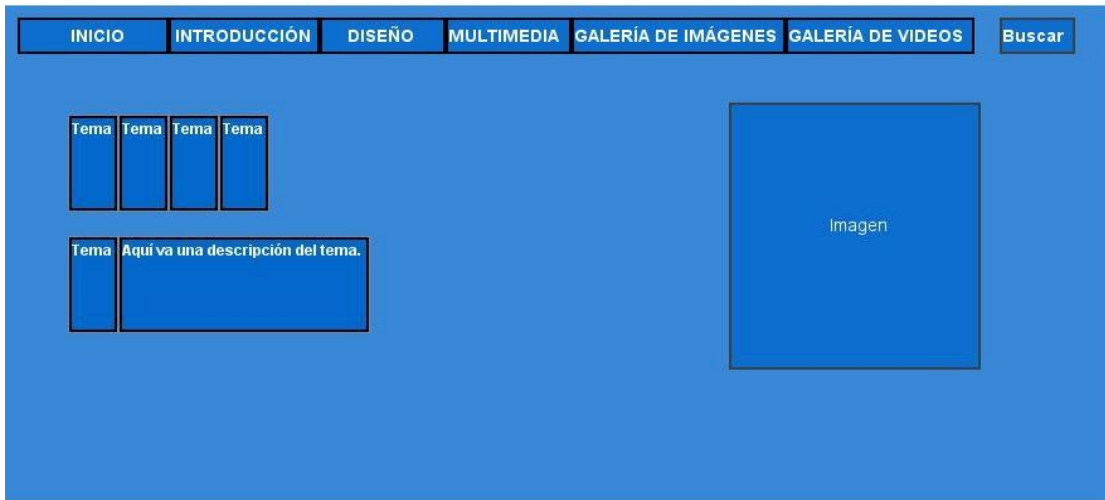 INICIO INTRODUCCIÓN DISEÑO MULTIMEDIA GALERÍA DE IMÁGENES GALERÍA DE VIDEOS Buscar
Tema Tema Tema Tema
Imagen
Tema Aquí va una descripción del tema.